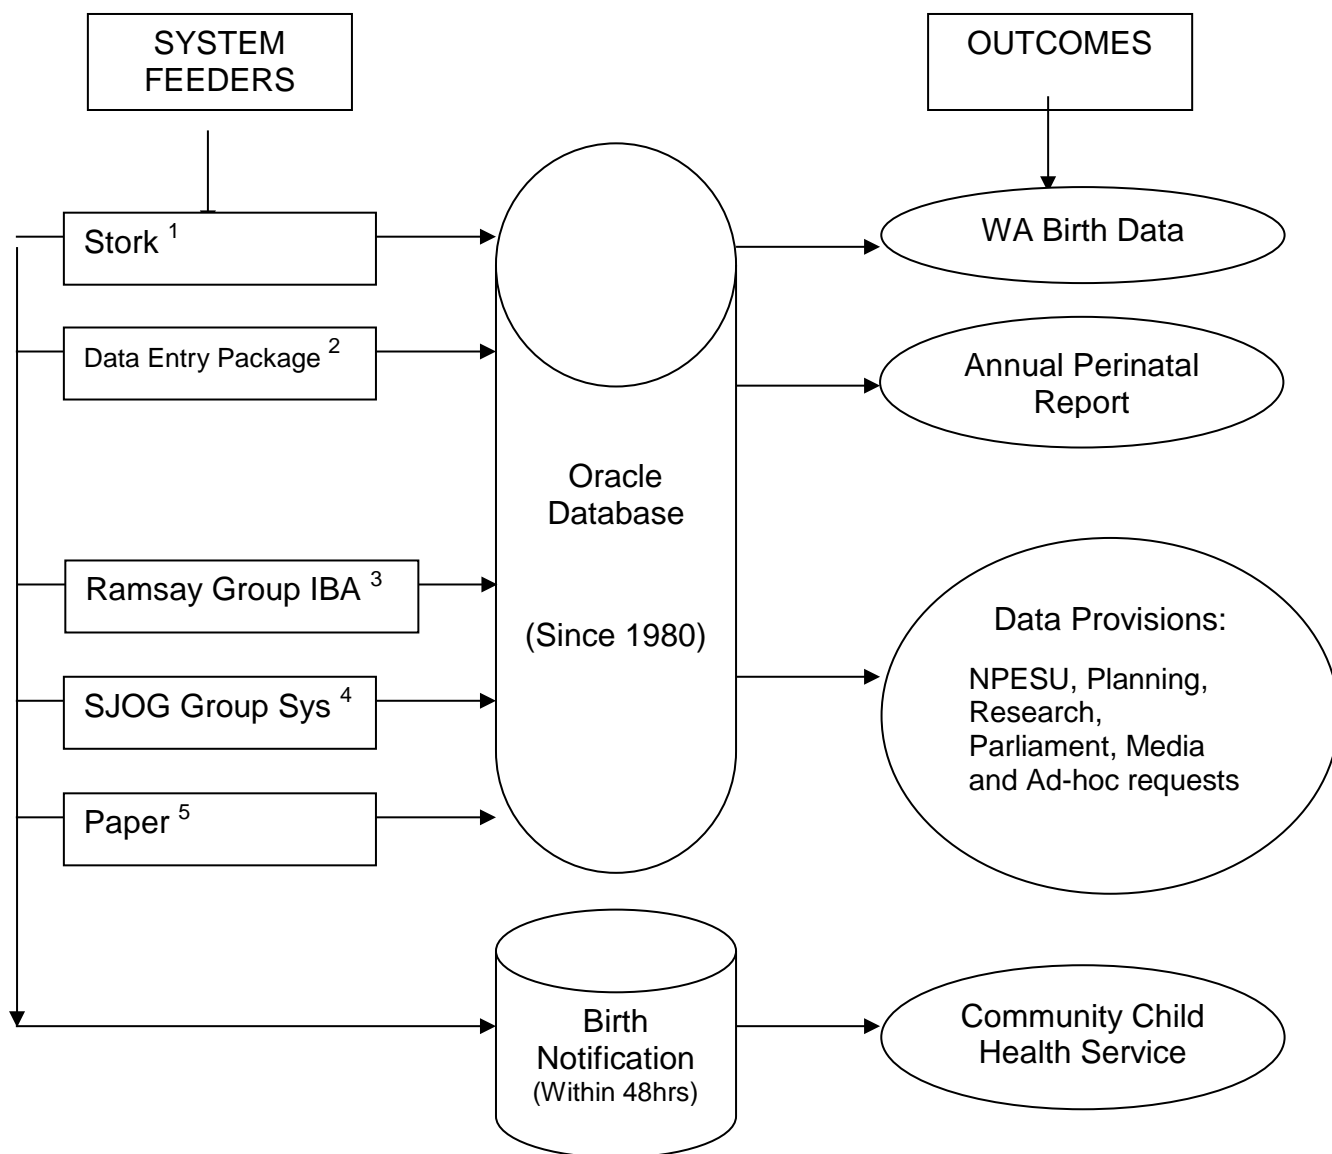 SYSTEM
FEEDERS
OUTCOMES
Stork 1
Data Entry Package 2
Ramsay Group IBA 3
SJOG Group Sys 4
Paper 5
Oracle
Database
(Since 1980)
Birth
Notification
(Within 48hrs)
WA Birth Data
Annual Perinatal
Report
Data Provisions:
NPESU, Planning,
Research,
Parliament, Media
and Ad-hoc requests
Community Child
Health Service